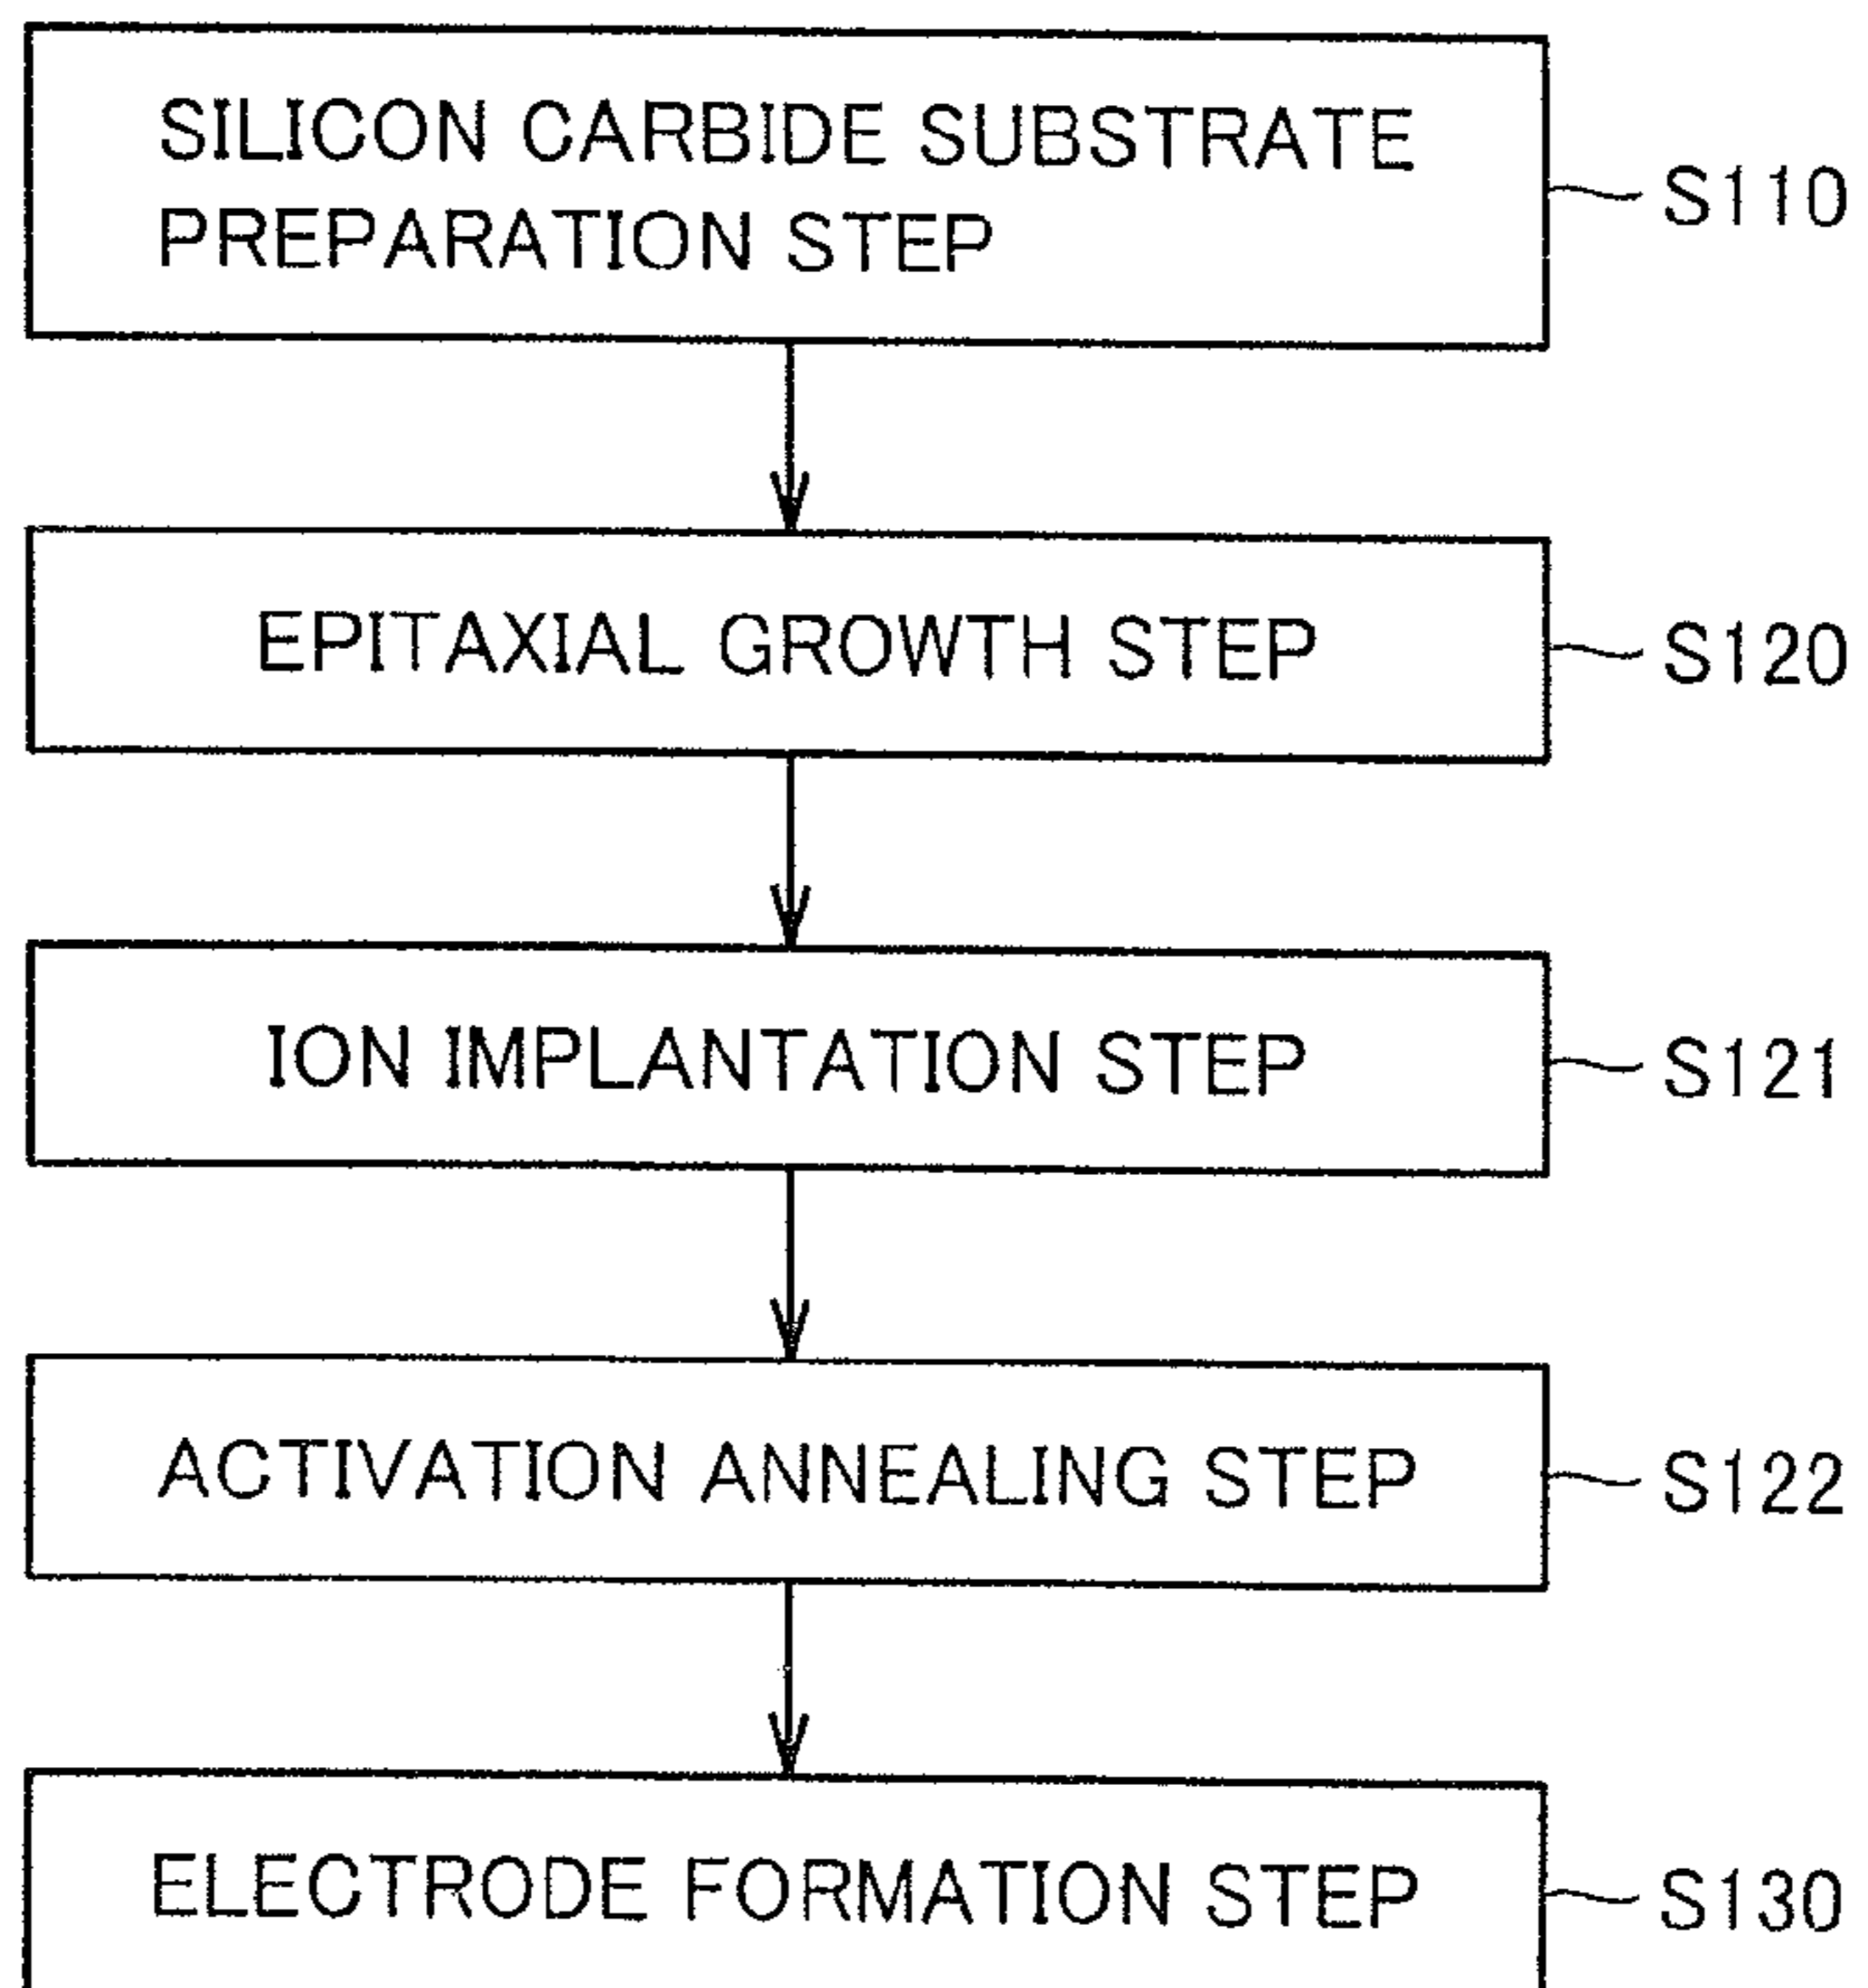 SILICON CARBIDE SUBSTRATE
PREPARATION STEP
S110
EPITAXIAL GROWTH STEP
S120
ION IMPLANTATION STEP
S121
ACTIVATION ANNEALING STEP
S122
ELECTRODE FORMATION STEP
S130